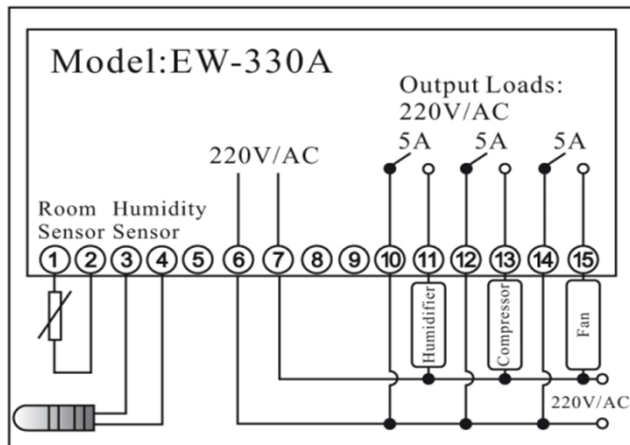 Model:EW-330A
Output Loads:
220V/AC
220V/AC
5A 5A 5A
Room Humidity
Sensor Sensor
1 2 3 4 5 6 7 8 9 10 11 12 13 14 15
Humidifier
Compressor
Fan
220V/AC